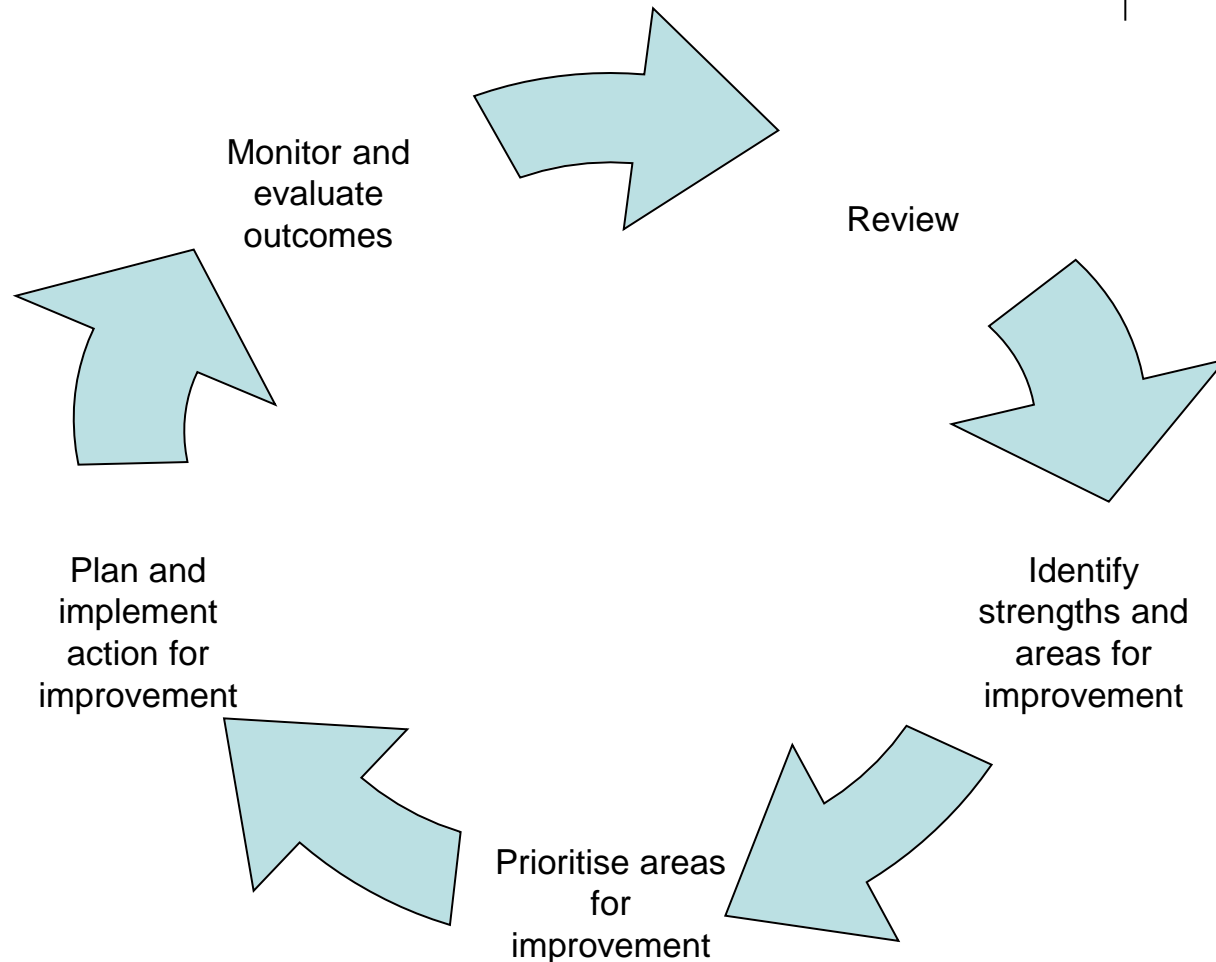 Monitor and
evaluate
outcomes
Review
Plan and
implement
action for
improvement
Identify
strengths and
areas for
improvement
Prioritise areas
for
improvement